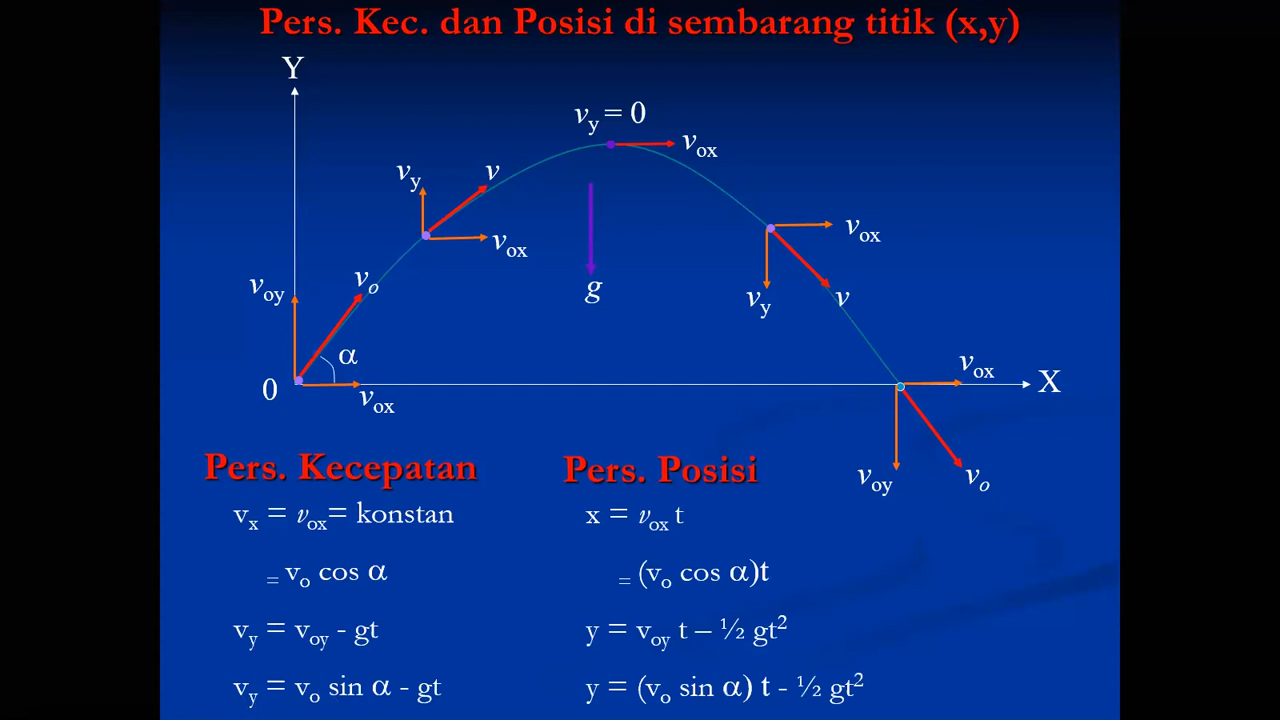 Pers. Kec. dan Posisi di sembarang titik (x,y)
Y
v_y = 0
v_ox
v_y
v
v_ox
v_ox
v_oy
v_o
g
v_y
v
α
0
v_ox
v_ox
X
v_oy
v_o
Pers. Kecepatan
v_x = v_ox= konstan
= v_o cos α
v_y = v_oy - gt
v_y = v_o sin α - gt
Pers. Posisi
x = v_ox t
= (v_o cos α)t
y = v_oy t – ½ gt²
y = (v_o sin α) t - ½ gt²